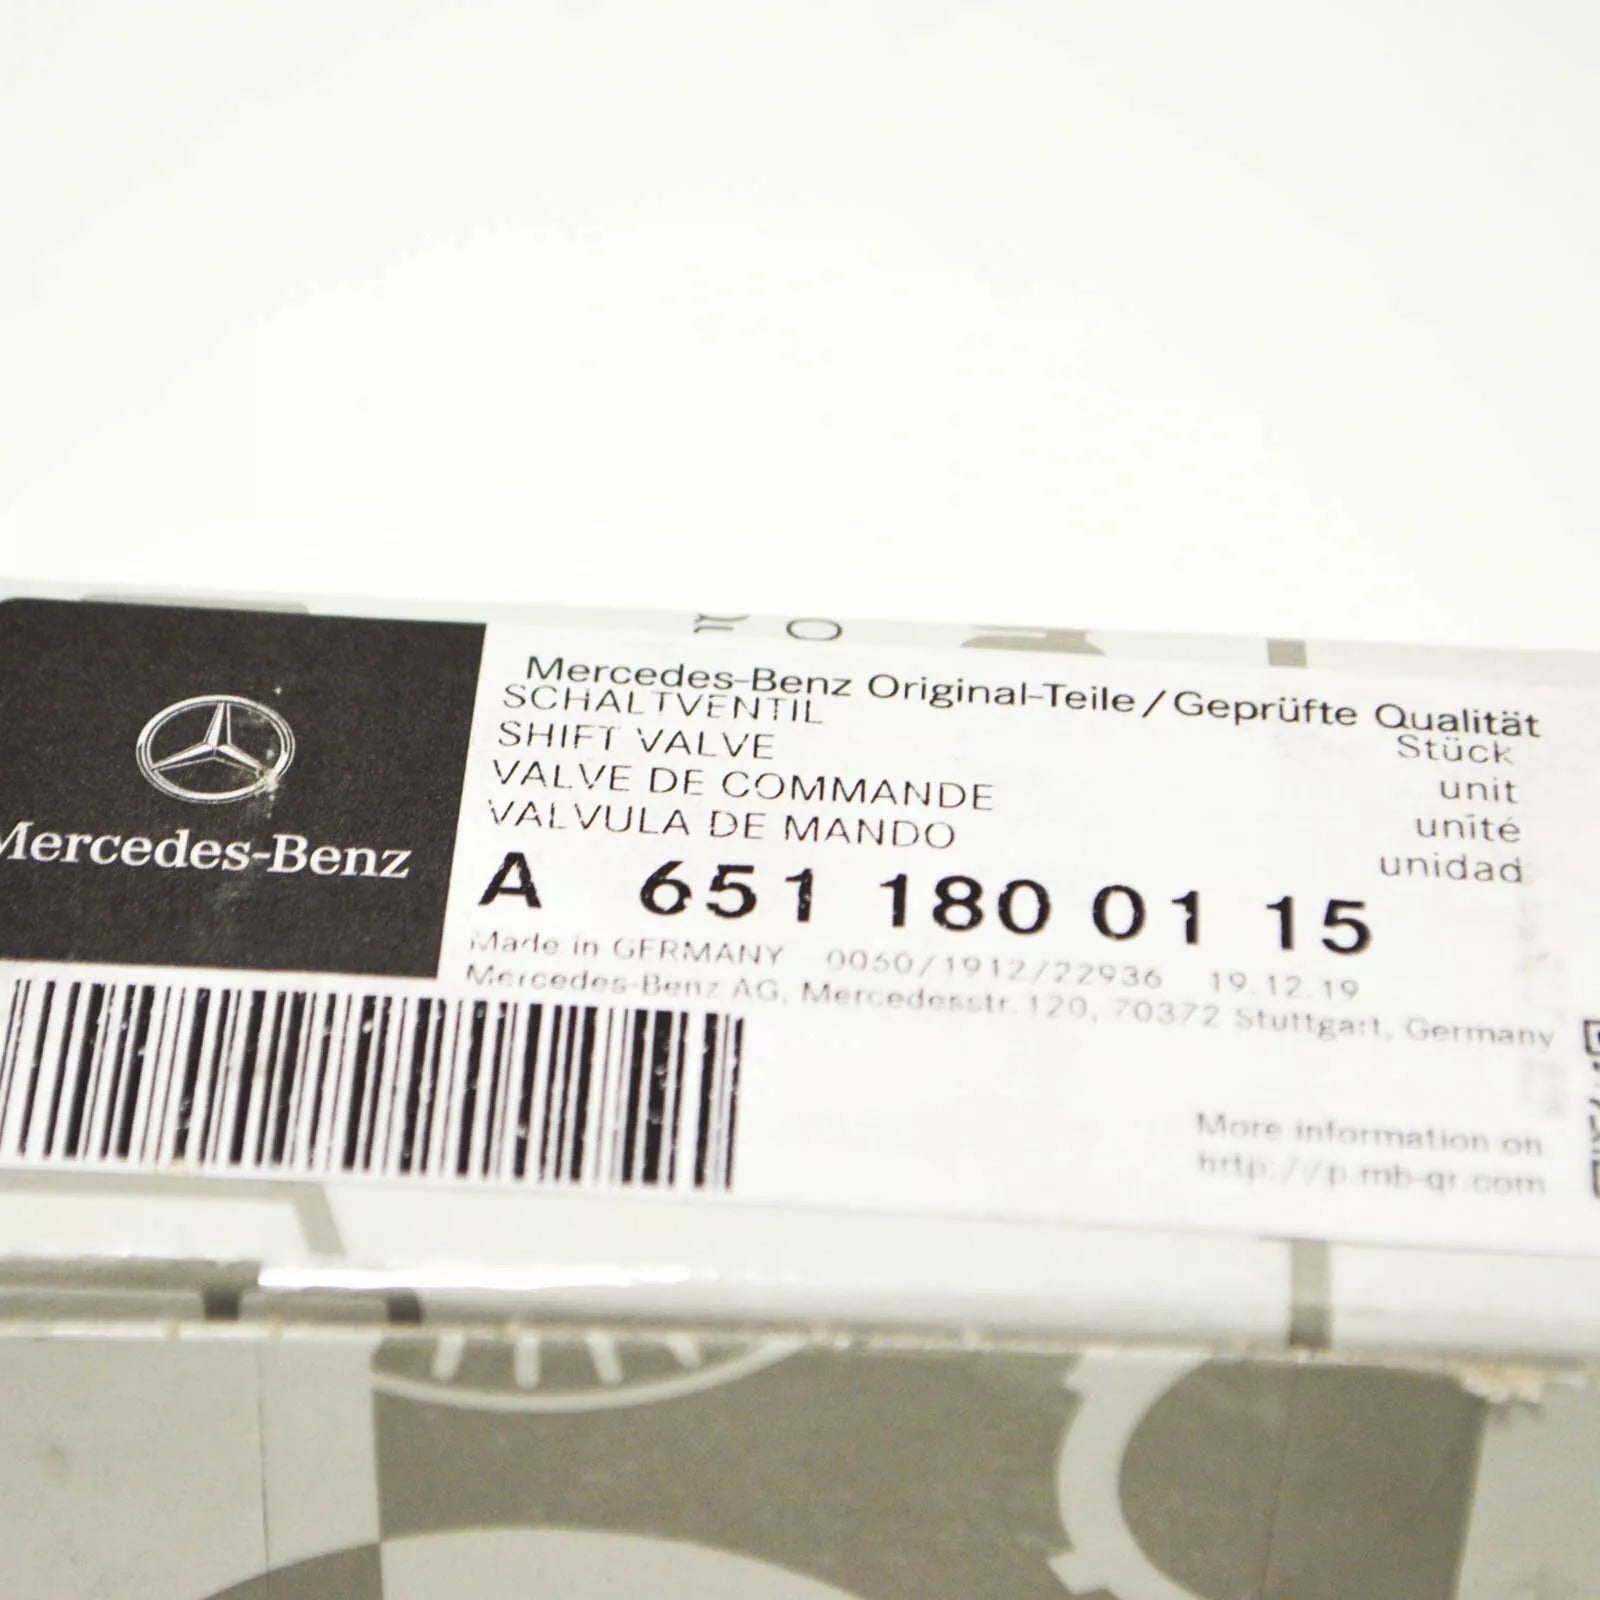 Mercedes-Benz
Mercedes-Benz Original-Teile / Geprüfte Qualität
SCHALTVENTIL Stück
SHIFT VALVE unit
VALVE DE COMMANDE unité
VALVULA DE MANDO unidad
A 651 180 01 15
Made in GERMANY 0050/1912/22936 19.12.19
Mercedes-Benz AG, Mercedesstr. 120, 70372 Stuttgart, Germany
More information on
http://p.mb-qr.com